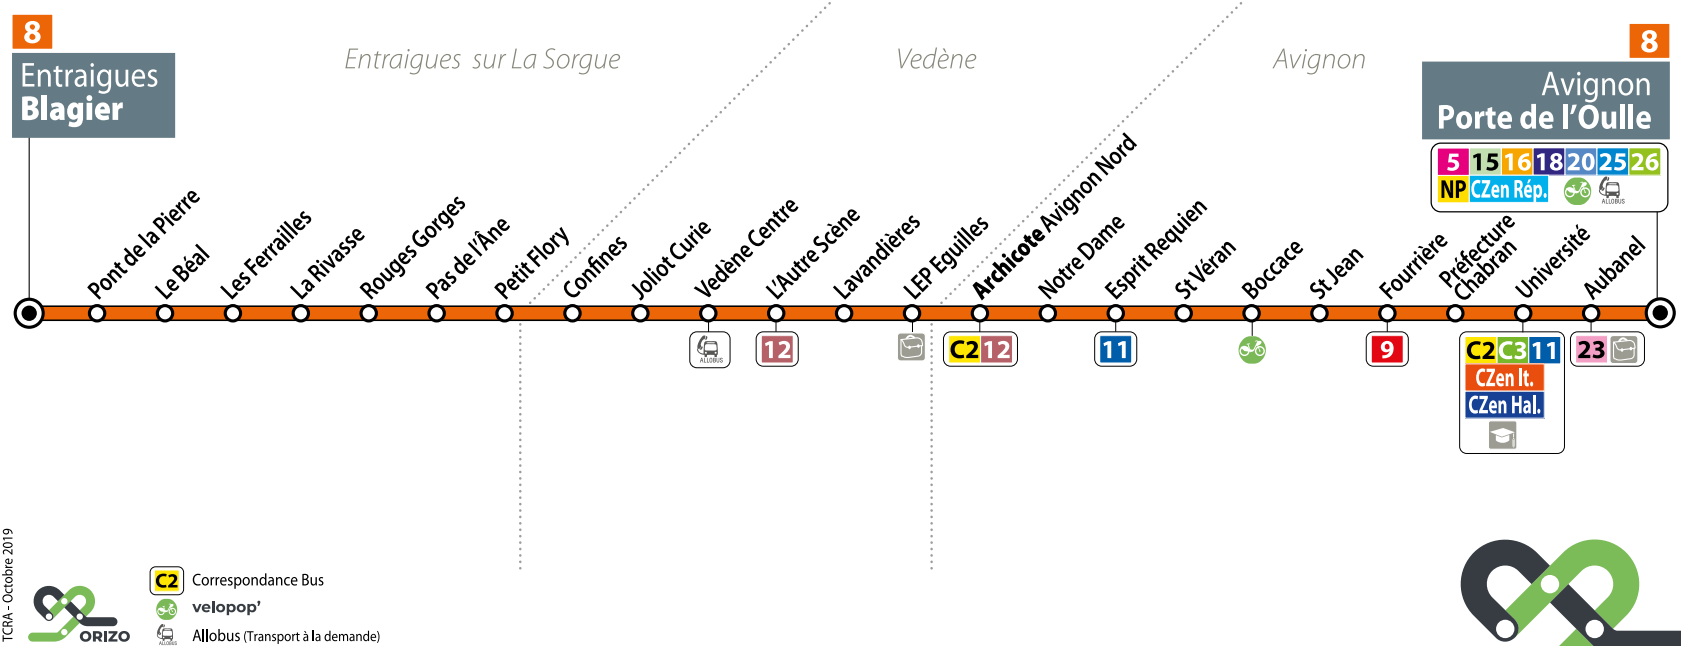 8
Entraigues
Blagier
Entraigues sur La Sorgue
Vedène
Avignon
8
Avignon
Porte de l'Oulle
5 15 16 18 20 25 26
NP CZen Rép.
ALLOBUS
Pont de la Pierre
Le Béal
Les Ferrailles
La Rivasse
Rouges Gorges
Pas de l'Âne
Petit Flory
Confines
Joliot Curie
Vedène Centre
L'Autre Scène
Lavandières
LEP Eguilles
Archicote Avignon Nord
Notre Dame
Esprit Requien
St Véran
Boccace
St Jean
Fourrière
Préfecture
Chabran
Université
Aubanel
ALLOBUS
12
C2 12
11
9
C2 C3 11
CZen It.
CZen Hal.
23
TCRA - Octobre 2019
ORIZO
C2 Correspondance Bus
velopop'
ALLOBUS
Allobus (Transport à la demande)